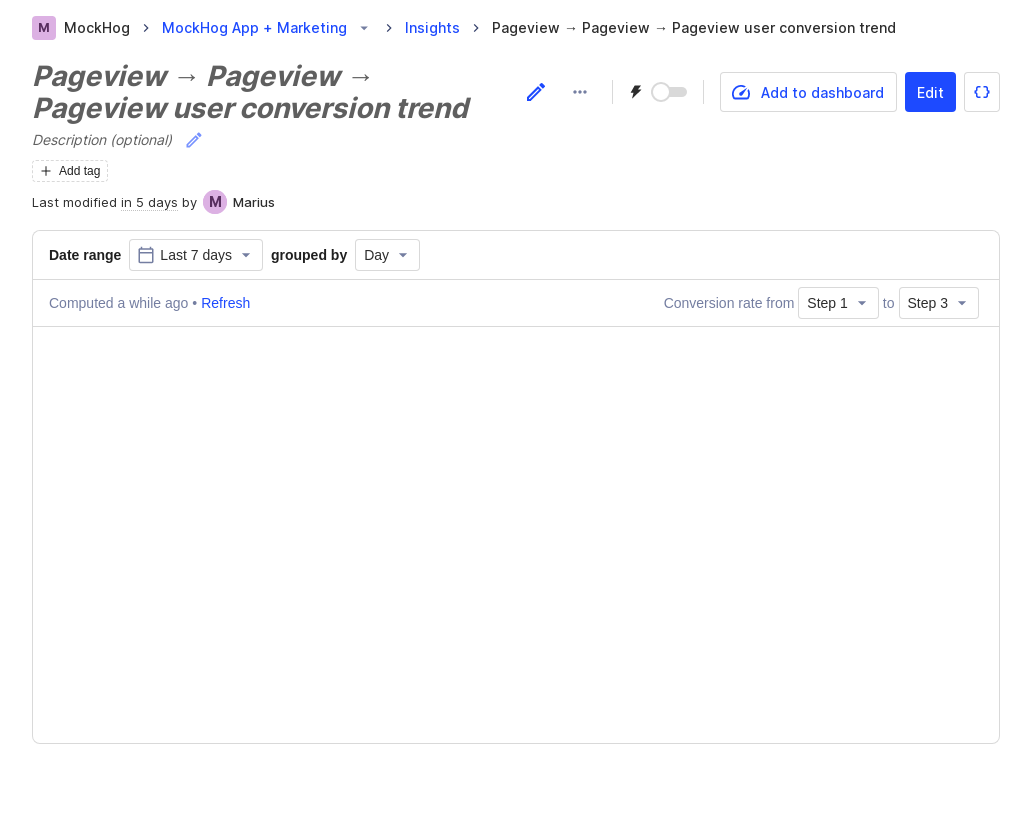 M MockHog > MockHog App + Marketing > Insights > Pageview → Pageview → Pageview user conversion trend
Pageview → Pageview →
Pageview user conversion trend
Add to dashboard
Edit
{}
Description (optional)
+ Add tag
Last modified in 5 days by M Marius
Date range Last 7 days grouped by Day
Computed a while ago • Refresh
Conversion rate from Step 1 to Step 3